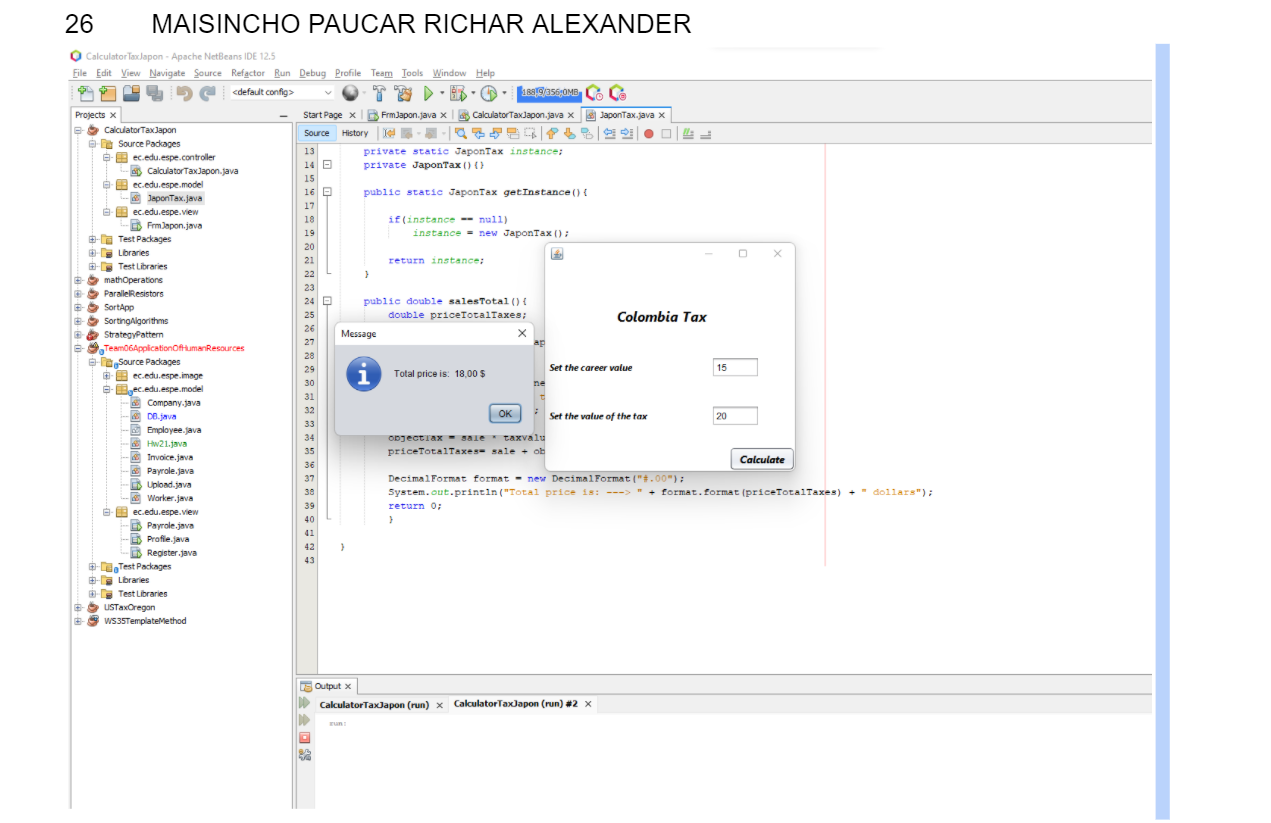 26 MAISINCHO PAUCAR RICHAR ALEXANDER
CalculatorTaxJapon - Apache NetBeans IDE 12.5
File Edit View Navigate Source Refactor Run Debug Profile Team Tools Window Help
<default config>
188,9/356,0MB
Projects
Start Page FrmJapon.java CalculatorTaxJapon.java JaponTax.java
Source History
CalculatorTaxJapon
Source Packages
ec.edu.espe.controller
CalculatorTaxJapon.java
ec.edu.espe.model
JaponTax.java
ec.edu.espe.view
FrmJapon.java
Test Packages
Libraries
Test Libraries
mathOperations
ParallelResistors
SortApp
SortingAlgorithms
StrategyPattern
Team06ApplicationOfHumanResources
Source Packages
ec.edu.espe.image
ec.edu.espe.model
Company.java
DB.java
Employee.java
Hw21.java
Invoice.java
Payrole.java
Upload.java
Worker.java
ec.edu.espe.view
Payrole.java
Profile.java
Register.java
Test Packages
Libraries
Test Libraries
USTaxOregon
WS35TemplateMethod
13 private static JaponTax instance;
14 private JaponTax(){}
15
16 public static JaponTax getInstance(){
17
18 if(instance == null)
19 instance = new JaponTax();
20
21 return instance;
22 }
23
24 public double salesTotal(){
25 double priceTotalTaxes;
26
27
28
29
30
31
32
33
34 objectTax = sale * taxvalu
35 priceTotalTaxes= sale + ob
36
37 DecimalFormat format = new DecimalFormat("#.00");
38 System.out.println("Total price is: ---> " + format.format(priceTotalTaxes) + " dollars");
39 return 0;
40 }
41
42 }
43
Message
Total price is: 18,00 $
OK
Colombia Tax
Set the career value 15
Set the value of the tax 20
Calculate
Output
CalculatorTaxJapon (run) CalculatorTaxJapon (run) #2
run: